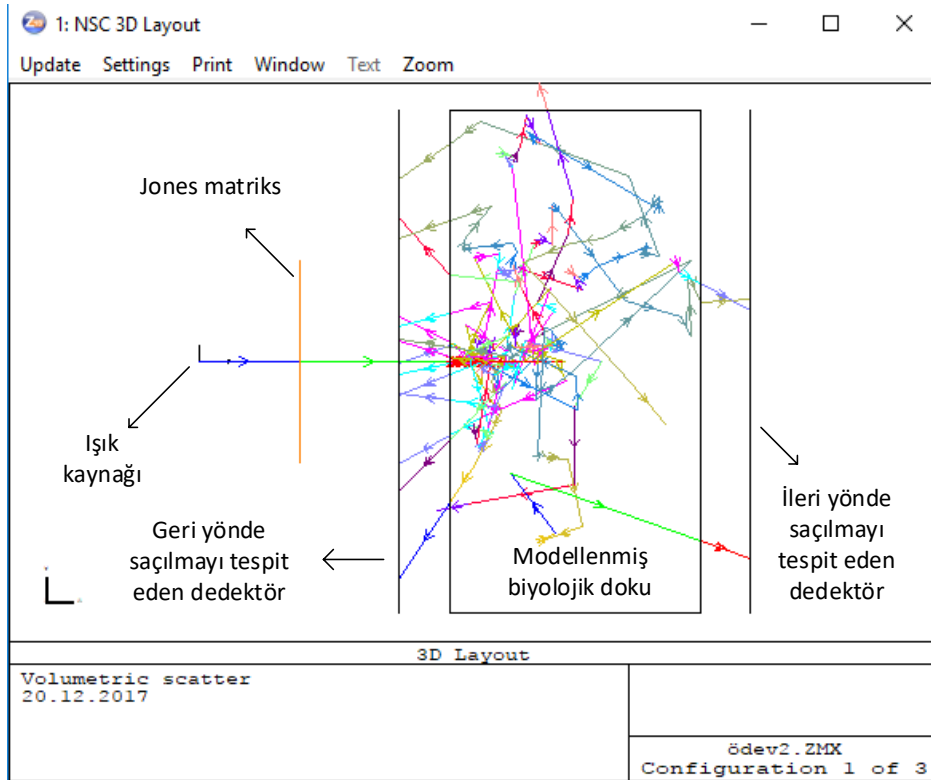 1: NSC 3D Layout
Update Settings Print Window Text Zoom
Jones matriks
Işık
kaynağı
Geri yönde
saçılmayı tespit
eden dedektör
Modellenmiş
biyolojik doku
İleri yönde
saçılmayı
tespit eden
dedektör
3D Layout
Volumetric scatter
20.12.2017
ödev2.ZMX
Configuration 1 of 3